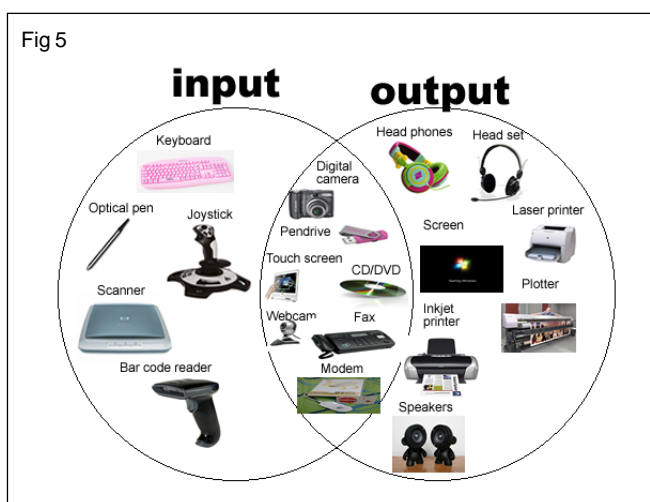 Fig 5
input
output
Keyboard
Optical pen
Joystick
Scanner
Bar code reader
Digital
camera
Pendrive
Touch screen
CD/DVD
Webcam
Fax
Modem
Head phones
Head set
Laser printer
Screen
Plotter
Inkjet
printer
Speakers